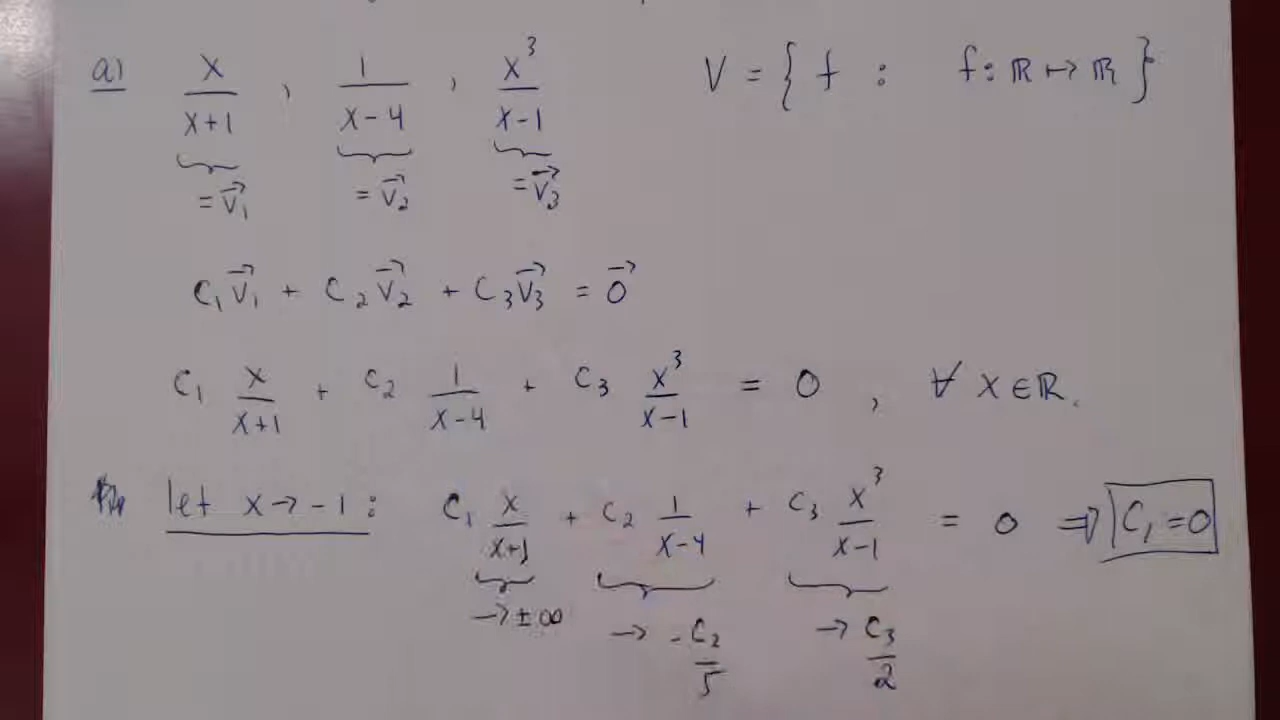 a) x/(x+1) , 1/(x-4) , x³/(x-1) V = { f : f: ℝ ↦ ℝ }
= v⃗₁ = v⃗₂ = v⃗₃
C₁v⃗₁ + C₂v⃗₂ + C₃v⃗₃ = 0⃗
C₁ x/(x+1) + C₂ 1/(x-4) + C₃ x³/(x-1) = 0 , ∀ x ∈ ℝ.
let x → -1 : C₁ x/(x+1) + C₂ 1/(x-4) + C₃ x³/(x-1) = 0 ⇒ C₁ = 0
→ ±∞ → -C₂/5 → C₃/2